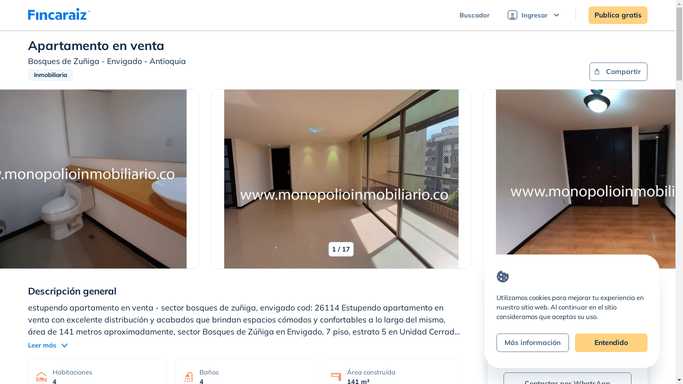 Fincaraiz
Buscador
Ingresar
Publica gratis
Apartamento en venta
Bosques de Zuñiga - Envigado - Antioquia
Inmobiliaria
Compartir
w.monopolioinmobiliario.co
www.monopolioinmobiliario.co
www.monopolioinmobili
1 / 17
Descripción general
estupendo apartamento en venta - sector bosques de zuñiga, envigado cod: 26114 Estupendo apartamento en
venta con excelente distribución y acabados que brindan espacios cómodos y confortables a lo largo del mismo,
área de 141 metros aproximadamente, sector Bosques de Zúñiga en Envigado, 7 piso, estrato 5 en Unidad Cerrad...
Leer más
Habitaciones
4
Baños
4
Área construida
141 m²
Utilizamos cookies para mejorar tu experiencia en
nuestro sitio web. Al continuar en el sitio
consideramos que aceptas su uso.
Más información
Entendido
Contactar por WhatsApp